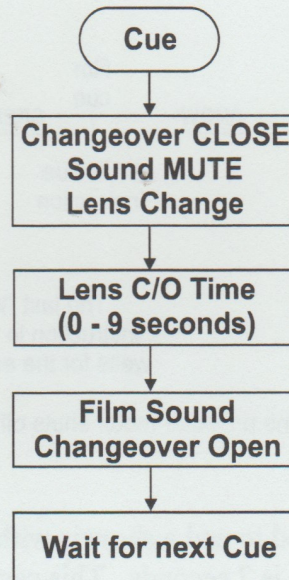 Cue
Changeover CLOSE
Sound MUTE
Lens Change
Lens C/O Time
(0 - 9 seconds)
Film Sound
Changeover Open
Wait for next Cue